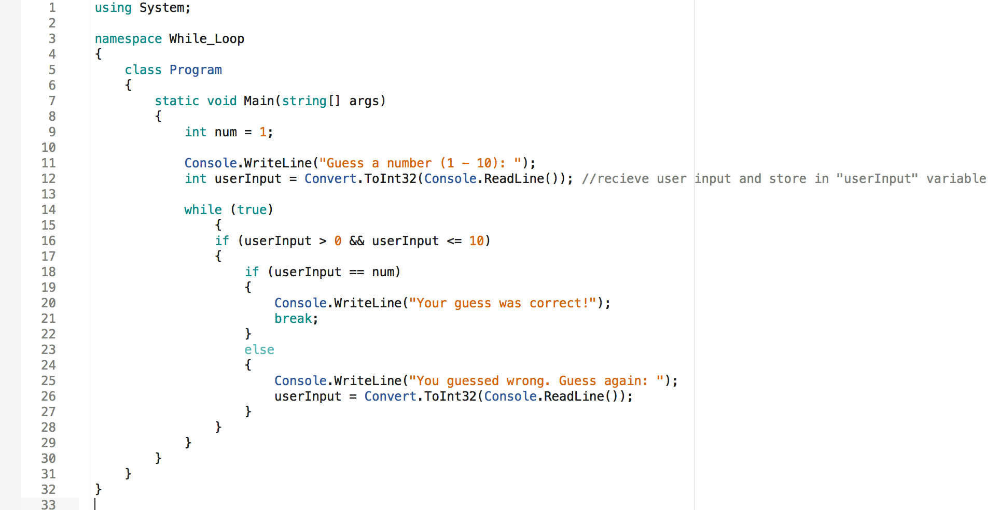 1 using System;
2
3 namespace While_Loop
4 {
5     class Program
6     {
7         static void Main(string[] args)
8         {
9             int num = 1;
10
11             Console.WriteLine("Guess a number (1 – 10): ");
12             int userInput = Convert.ToInt32(Console.ReadLine()); //recieve user input and store in "userInput" variable
13
14             while (true)
15                 {
16                 if (userInput > 0 && userInput <= 10)
17                 {
18                     if (userInput == num)
19                     {
20                         Console.WriteLine("Your guess was correct!");
21                         break;
22                     }
23                     else
24                     {
25                         Console.WriteLine("You guessed wrong. Guess again: ");
26                         userInput = Convert.ToInt32(Console.ReadLine());
27                     }
28                 }
29             }
30         }
31     }
32 }
33